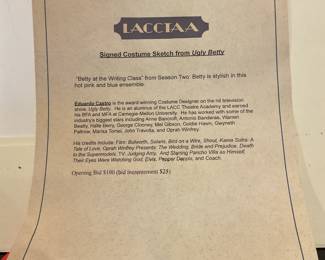 LACCTAA
Signed Costume Sketch from Ugly Betty
"Betty at the Writing Class" from Season Two: Betty is stylish in this
hot pink and blue ensemble.
Eduardo Castro is the award winning Costume Designer on the hit television
show, Ugly Betty. He is an alumnus of the LACC Theatre Academy and earned
his BFA and MFA at Carnegie-Mellon University. He has worked with some of the
industry's biggest stars including Anne Bancroft, Antonio Banderas, Warren
Beatty, Halle Berry, George Clooney, Mel Gibson, Goldie Hawn, Gwyneth
Paltrow, Marisa Tomei, John Travolta, and Oprah Winfrey.
His credits include: Film: Bulworth, Solaris, Bird on a Wire, Shout, Kama Sutra: A
Tale of Love, Oprah Winfrey Presents: The Wedding, Bride and Prejudice, Death
to the Supermodels, TV: Judging Amy, And Starring Pancho Villa as Himself,
Their Eyes Were Watching God, Elvis, Pepper Dennis, and Coach.
Opening Bid $100 (bid increment $25)